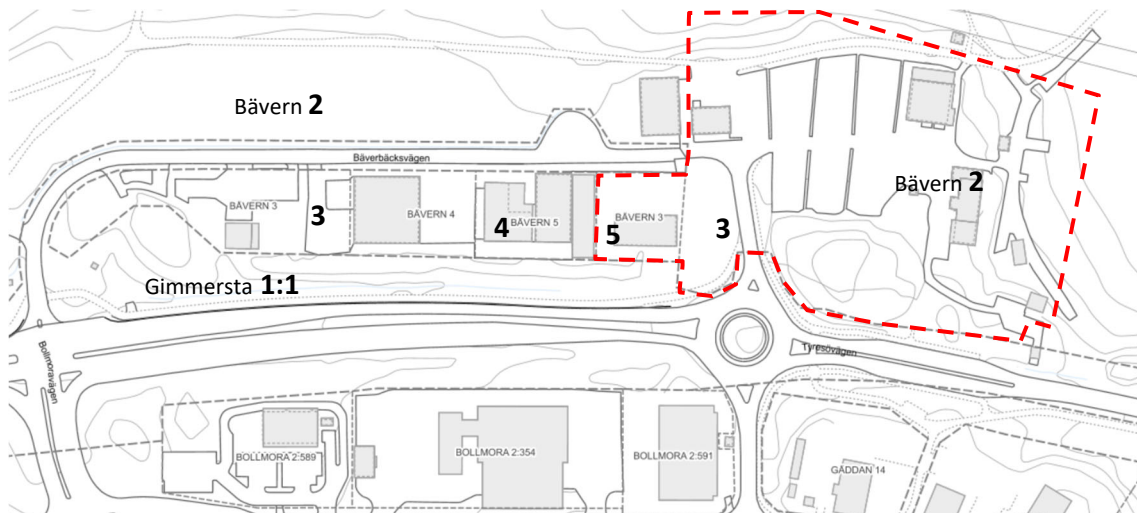 Bävern 2
Bäverbäcksvägen
Bävern 2
BÄVERN 3
3
BÄVERN 4
4
BÄVERN 5
5
BÄVERN 3
3
Gimmersta 1:1
Bollmoravägen
Tyresövägen
BOLLMORA 2:589
BOLLMORA 2:354
BOLLMORA 2:591
GÄDDAN 14